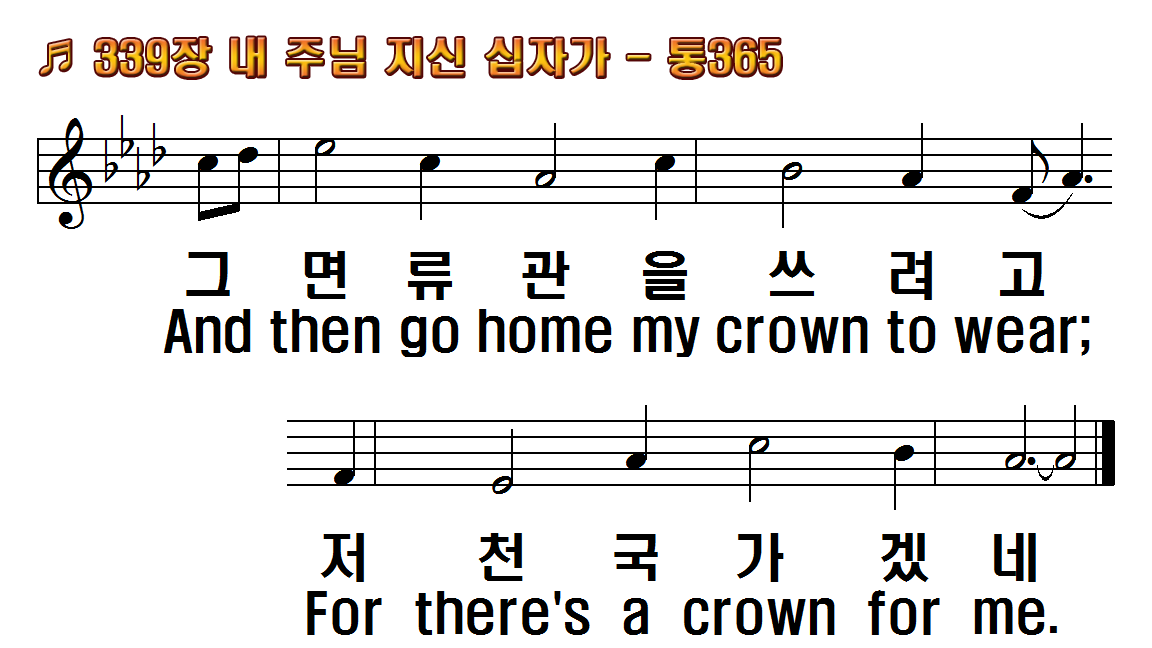 ♬ 339장 내 주님 지신 십자가 - 통365
그 면 류 관 을 쓰 려 고
And then go home my crown to wear;
저 천 국 가 겠 네
For there's a crown for me.